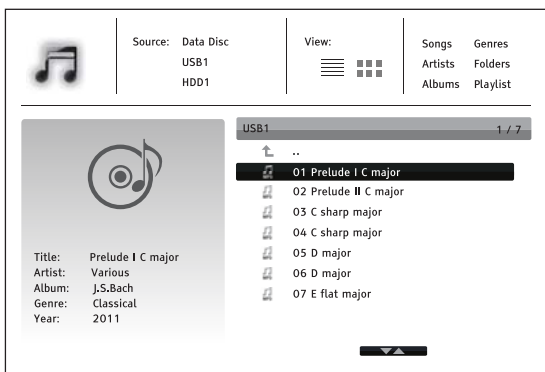 Source: Data Disc
USB1
HDD1
View:
Songs Genres
Artists Folders
Albums Playlist
Title: Prelude I C major
Artist: Various
Album: J.S.Bach
Genre: Classical
Year: 2011
USB1 1 / 7
..
01 Prelude I C major
02 Prelude II C major
03 C sharp major
04 C sharp major
05 D major
06 D major
07 E flat major